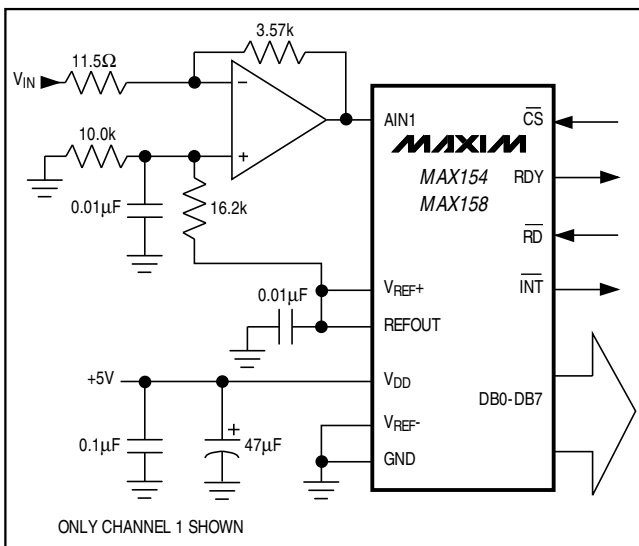 3.57k
11.5Ω
VIN
−
+
10.0k
0.01µF
16.2k
0.01µF
+5V
0.1µF
+
47µF
AIN1
MAXIM
MAX154
MAX158
CS
RDY
RD
INT
VREF+
REFOUT
VDD
DB0-DB7
VREF-
GND
ONLY CHANNEL 1 SHOWN